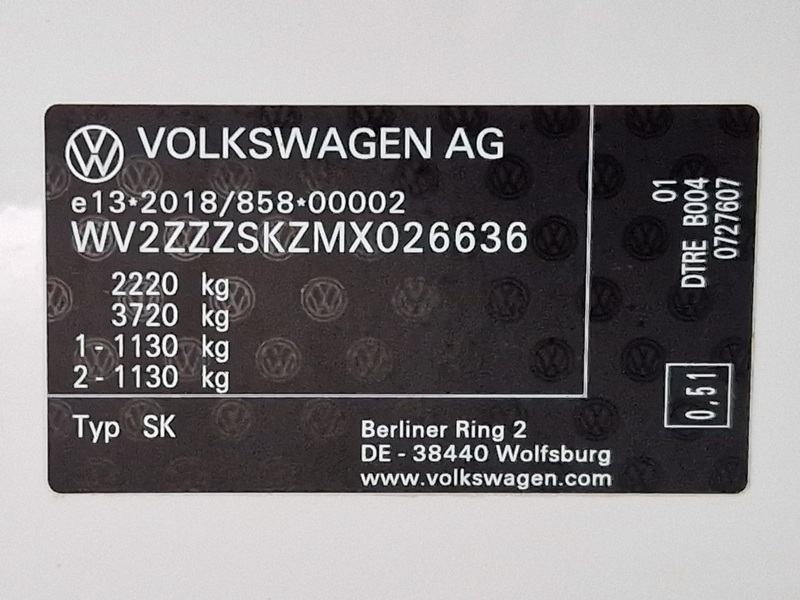 VOLKSWAGEN AG
e13*2018/858*00002
WV2ZZZSKZMX026636
2220 kg
3720 kg
1 - 1130 kg
2 - 1130 kg
Typ SK
Berliner Ring 2
DE - 38440 Wolfsburg
www.volkswagen.com
01
DTRE B004
0727607
0,51